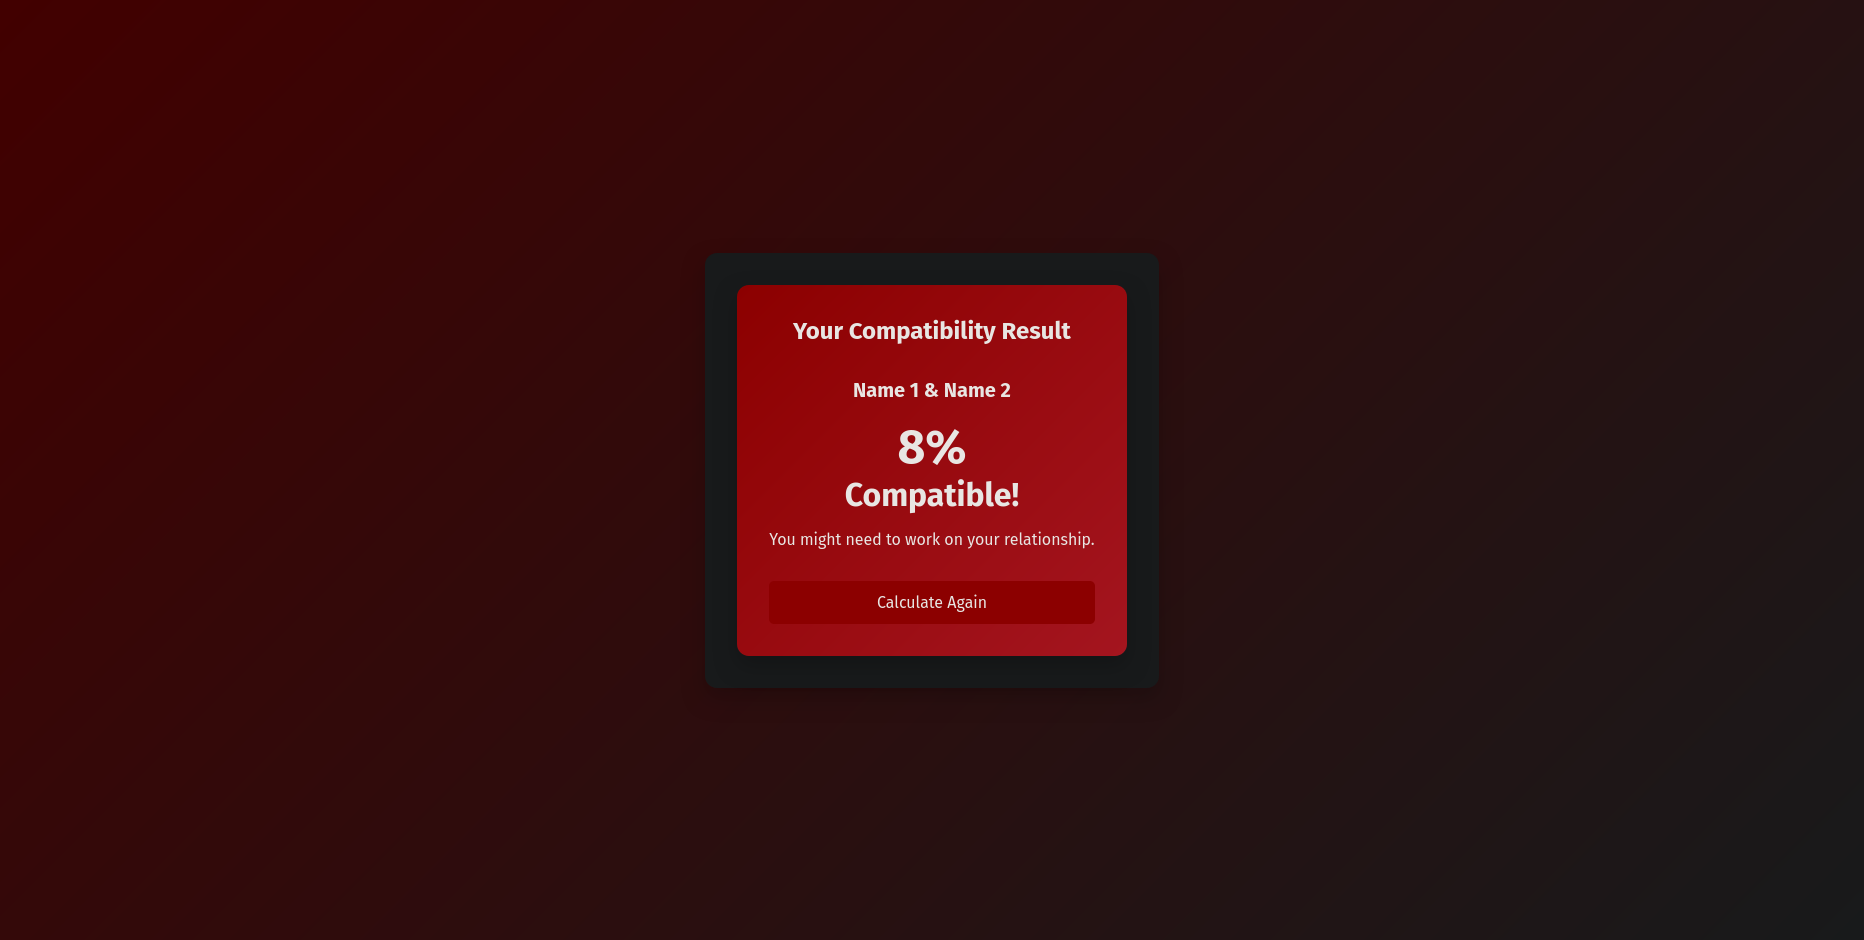 Your Compatibility Result
Name 1 & Name 2
8%
Compatible!
You might need to work on your relationship.
Calculate Again